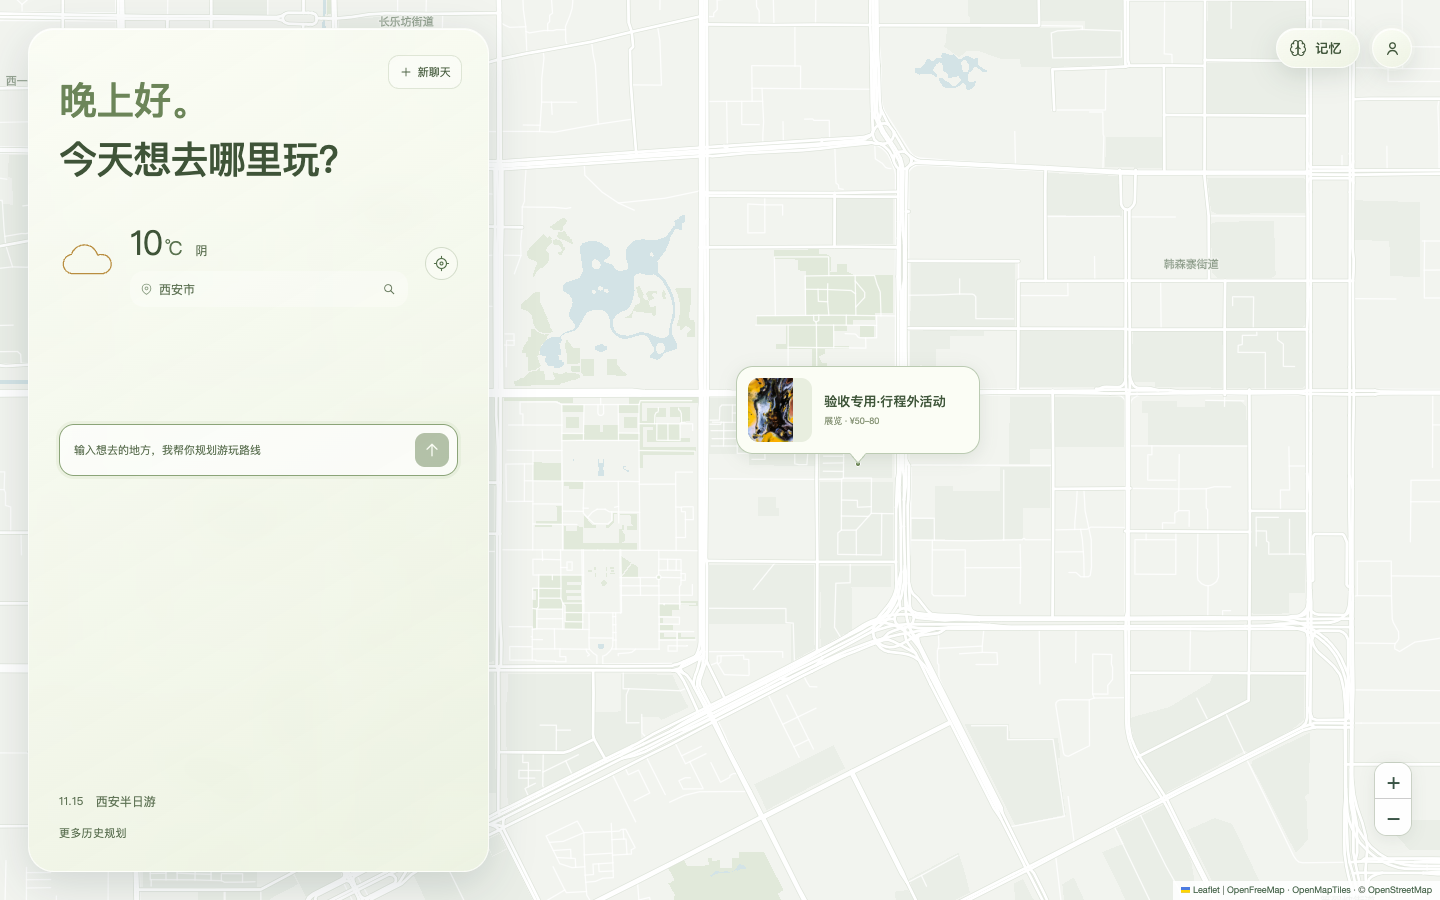 长乐坊街道
西一
新聊天
晚上好。
今天想去哪里玩？
10℃ 阴
西安市
输入想去的地方，我帮你规划游玩路线
11.15 西安半日游
更多历史规划
记忆
韩森寨街道
验收专用·行程外活动
展览 · ¥50–80
+
−
Leaflet | OpenFreeMap · OpenMapTiles · © OpenStreetMap